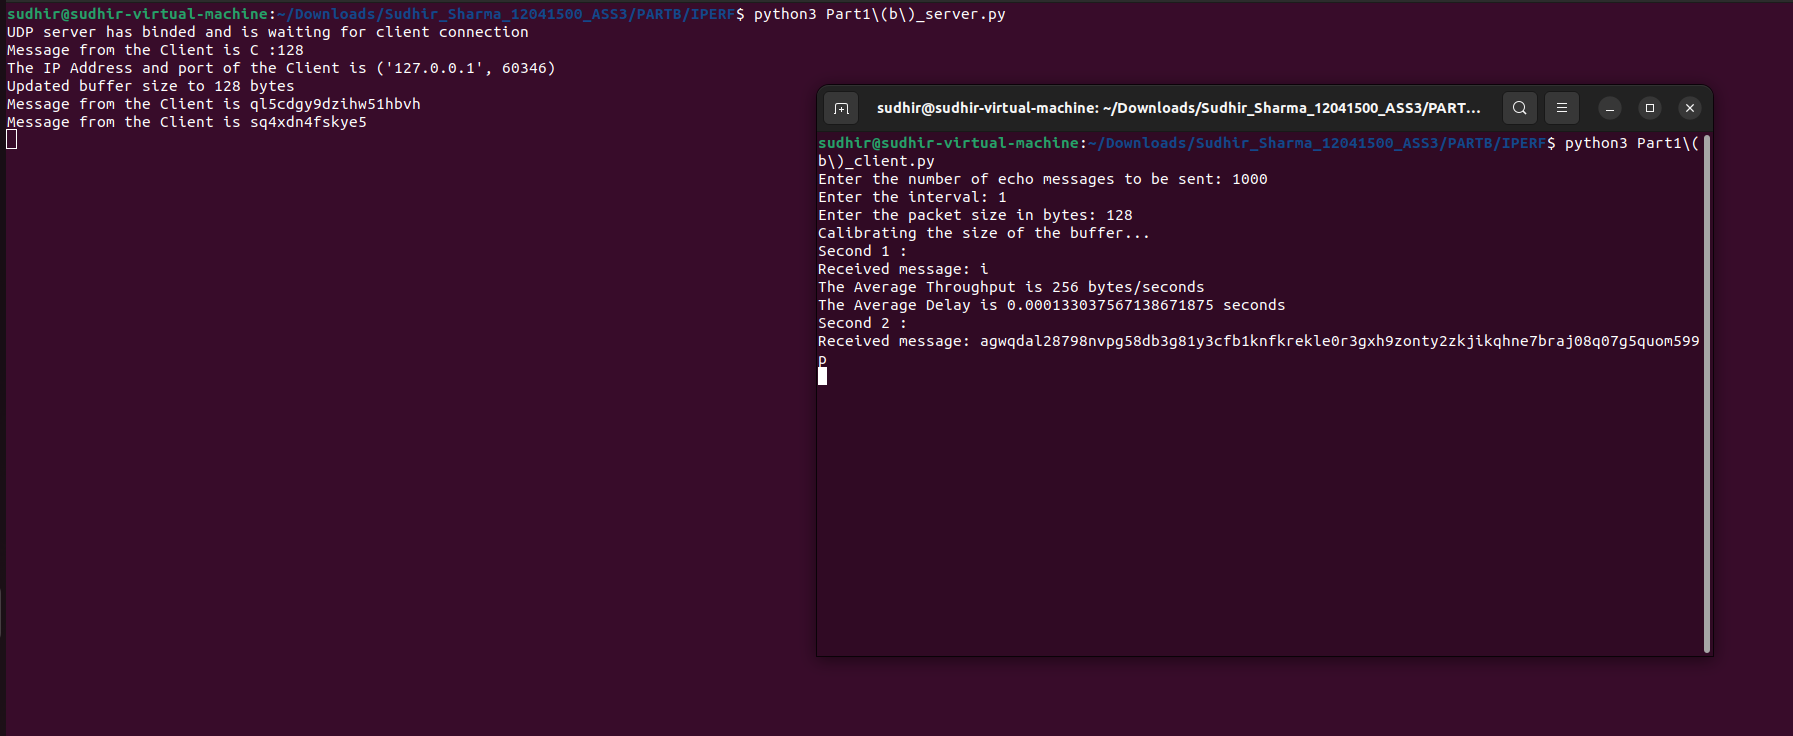 sudhir@sudhir-virtual-machine:~/Downloads/Sudhir_Sharma_12041500_ASS3/PARTB/IPERF$ python3 Part1\(b\)_server.py
UDP server has binded and is waiting for client connection
Message from the Client is C :128
The IP Address and port of the Client is ('127.0.0.1', 60346)
Updated buffer size to 128 bytes
Message from the Client is ql5cdgy9dzihw51hbvh
Message from the Client is sq4xdn4fskye5
sudhir@sudhir-virtual-machine: ~/Downloads/Sudhir_Sharma_12041500_ASS3/PART...
sudhir@sudhir-virtual-machine:~/Downloads/Sudhir_Sharma_12041500_ASS3/PARTB/IPERF$ python3 Part1\(
b\)_client.py
Enter the number of echo messages to be sent: 1000
Enter the interval: 1
Enter the packet size in bytes: 128
Calibrating the size of the buffer...
Second 1 :
Received message: i
The Average Throughput is 256 bytes/seconds
The Average Delay is 0.000133037567138671875 seconds
Second 2 :
Received message: agwqdal28798nvpg58db3g81y3cfb1knfkrekle0r3gxh9zonty2zkjikqhne7braj08q07g5quom599
p